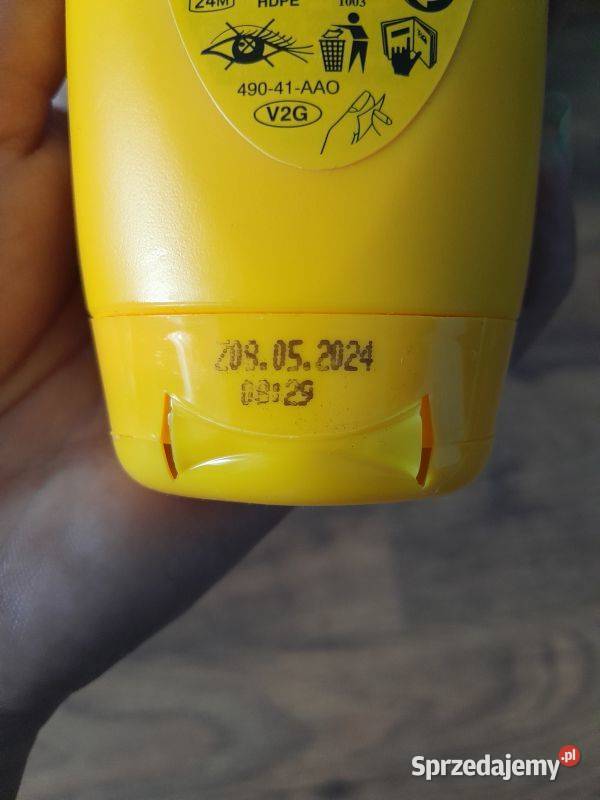 24M HDPE 1003
490-41-AAO
V2G
Z08.05.2024
08:29
Sprzedajemy.pl